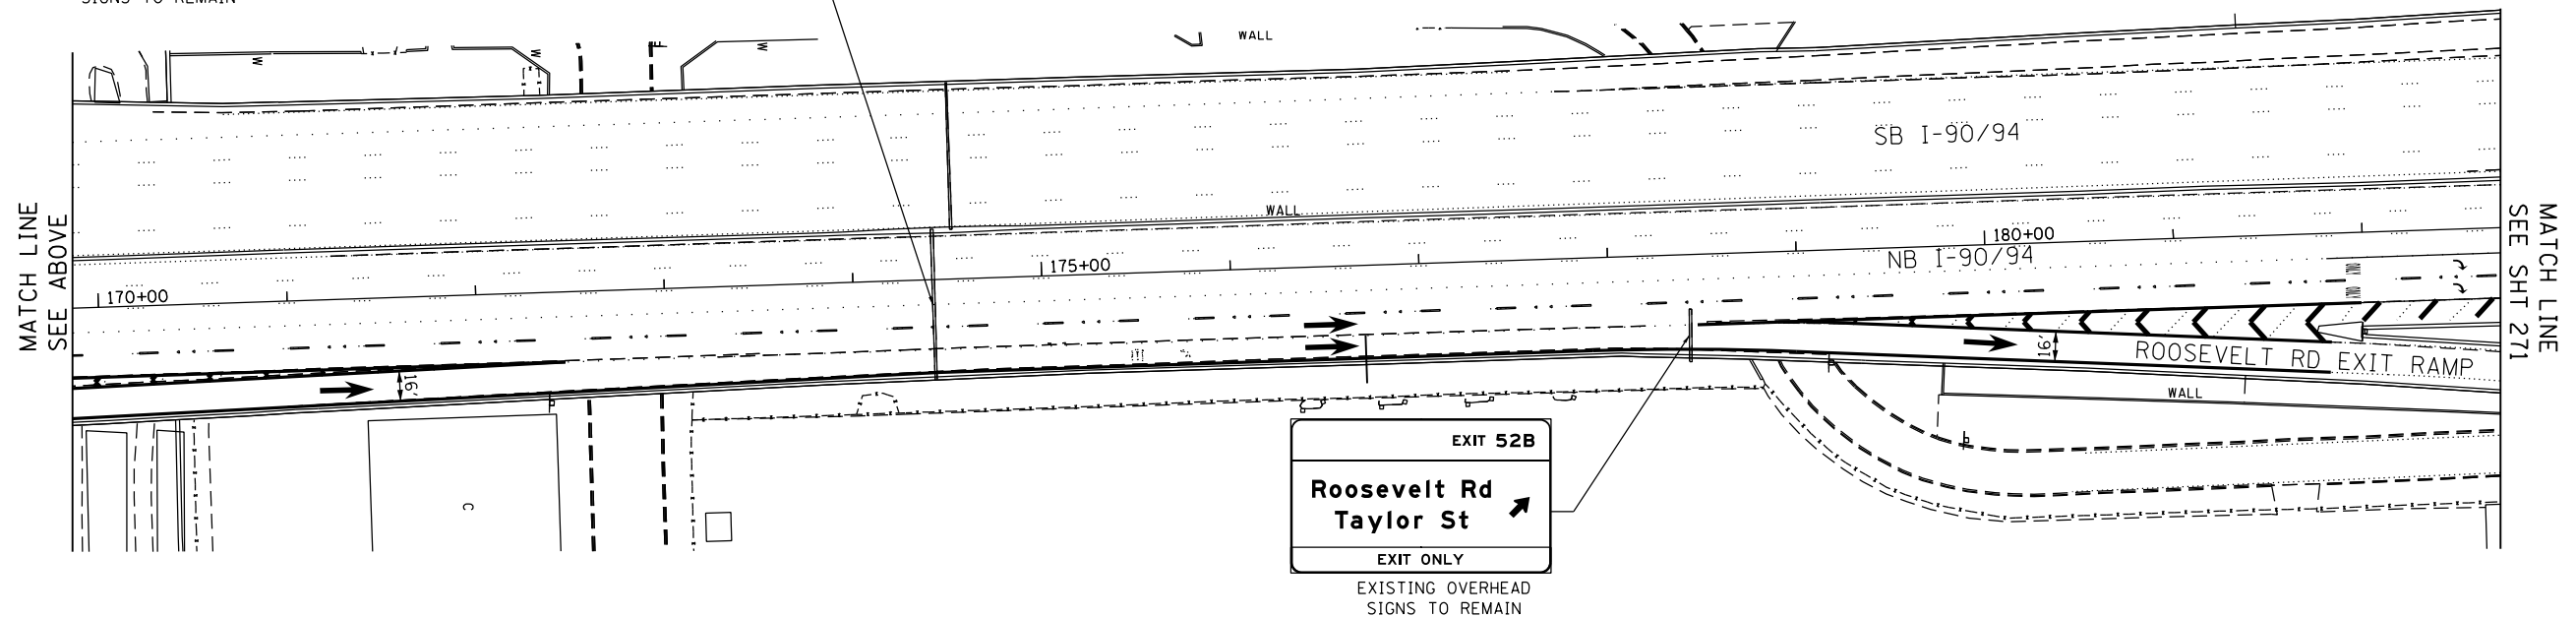 SIGNS TO REMAIN
WALL
W
W
F
W
SB I-90/94
WALL
MATCH LINE
SEE ABOVE
MATCH LINE
SEE SHT 271
170+00
175+00
180+00
NB I-90/94
16'
16'
ROOSEVELT RD EXIT RAMP
WALL
C
EXIT 52B
Roosevelt Rd
Taylor St
EXIT ONLY
EXISTING OVERHEAD
SIGNS TO REMAIN